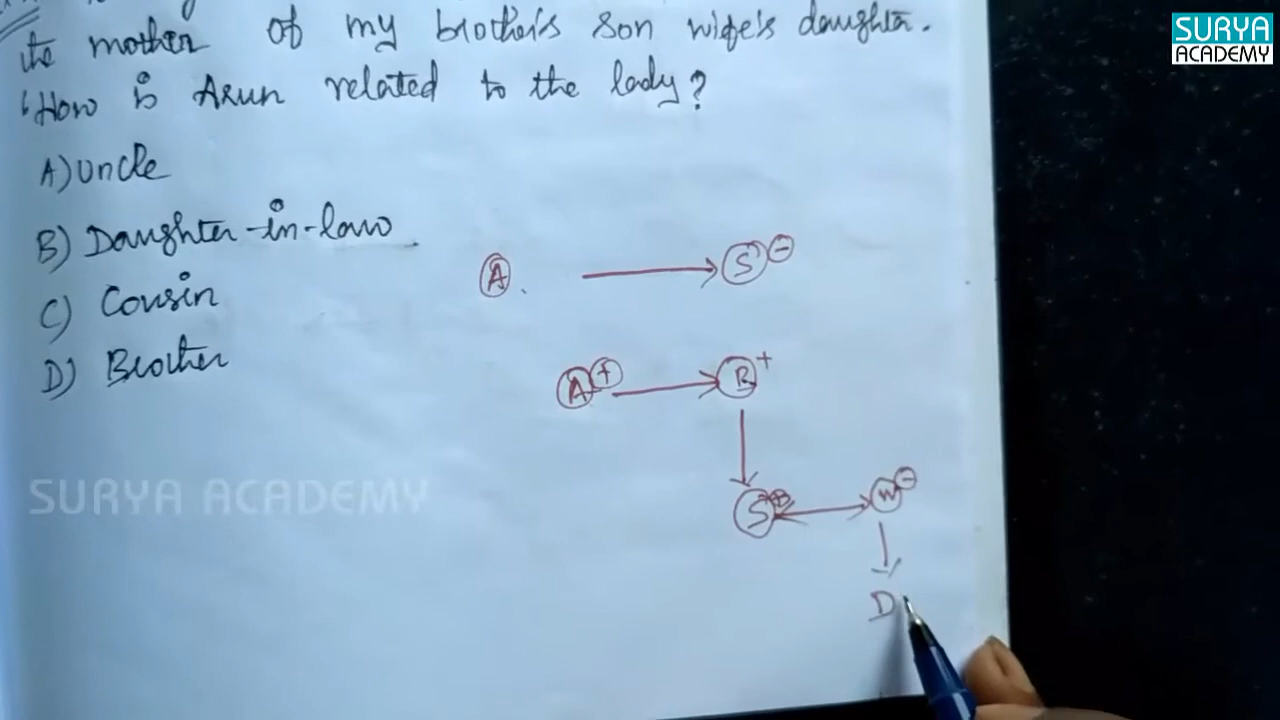 SURYA
ACADEMY
the mother of my brother's son wife's daughter.
How is Arun related to the lady?
A) Uncle
B) Daughter-in-law
C) Cousin
D) Brother
A S -
A + B +
S + W -
D
SURYA ACADEMY